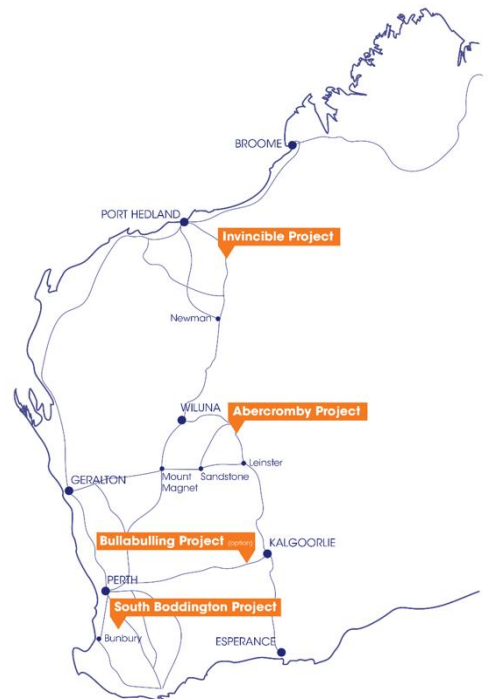 BROOME
PORT HEDLAND
Invincible Project
Newman
WILUNA
Abercromby Project
Leinster
Mount
Magnet
Sandstone
GERALTON
Bullabulling Project (option)
KALGOORLIE
PERTH
South Boddington Project
Bunbury
ESPERANCE